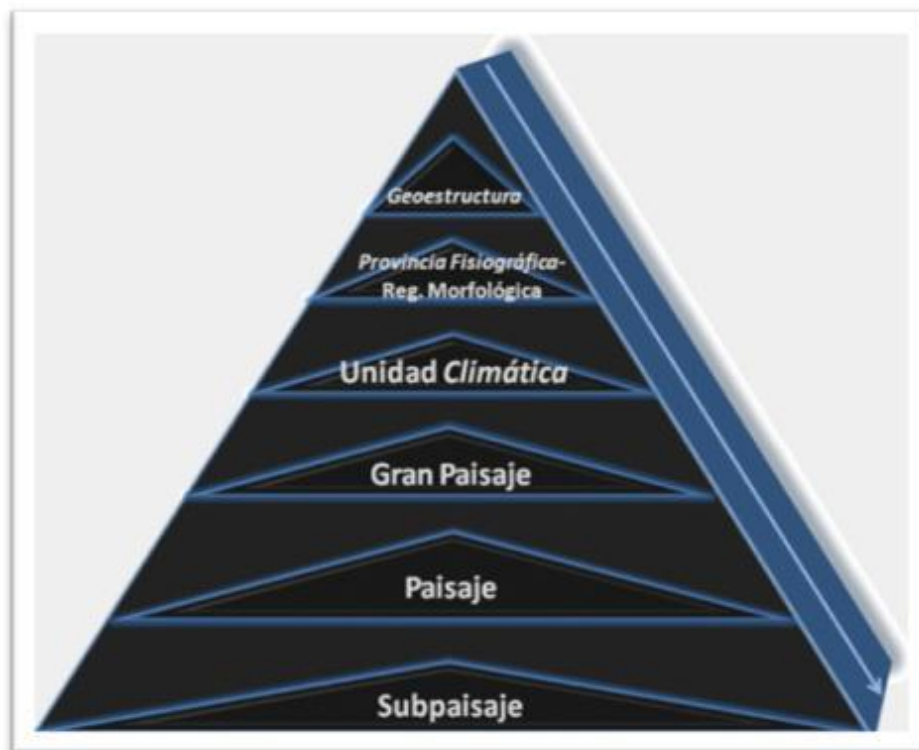 Geoestructura
Provincia Fisiográfica-
Reg. Morfológica
Unidad Climática
Gran Paisaje
Paisaje
Subpaisaje